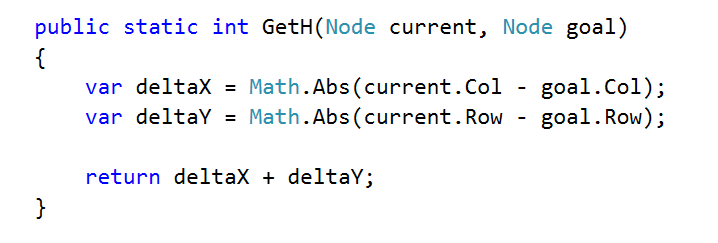 public static int GetH(Node current, Node goal)
{
    var deltaX = Math.Abs(current.Col - goal.Col);
    var deltaY = Math.Abs(current.Row - goal.Row);

    return deltaX + deltaY;
}